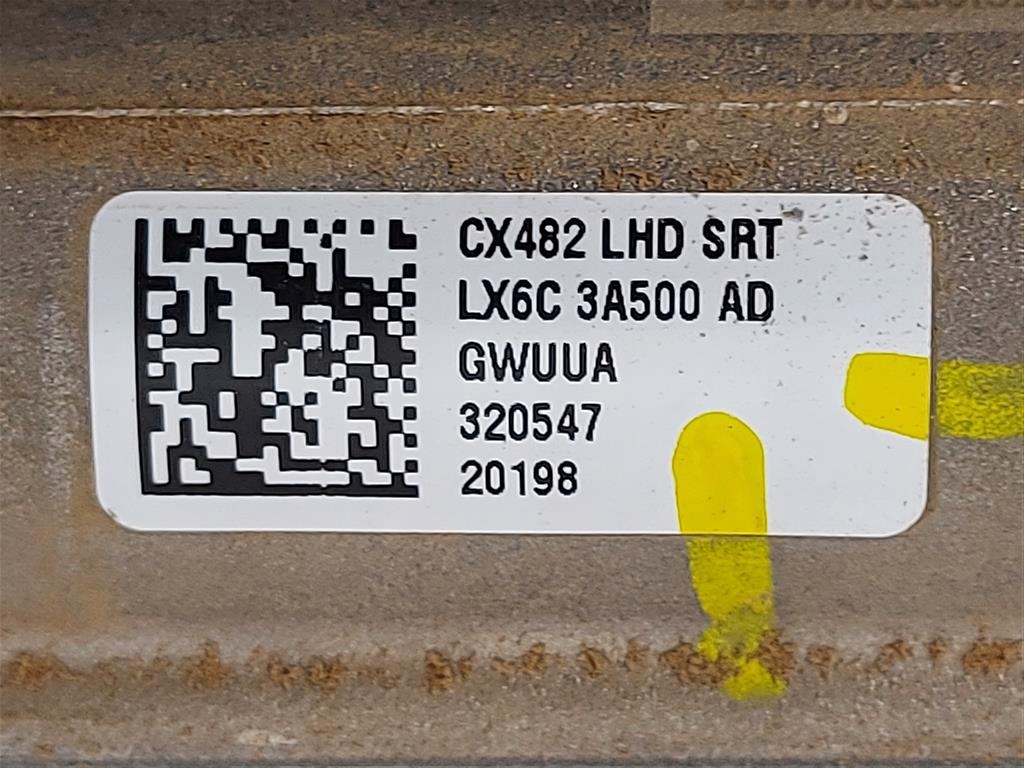 CX482 LHD SRT
LX6C 3A500 AD
GWUUA
320547
20198